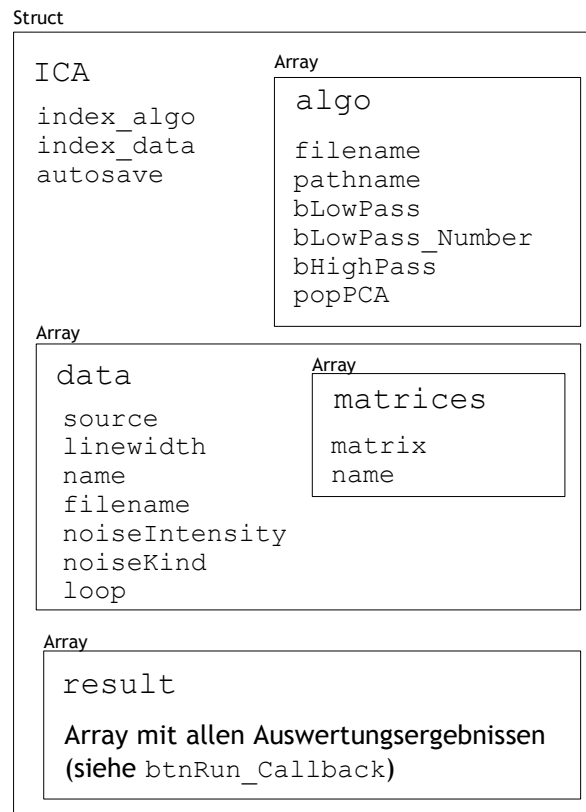 Struct
ICA
index_algo
index_data
autosave
Array
algo
filename
pathname
bLowPass
bLowPass_Number
bHighPass
popPCA
Array
data
source
linewidth
name
filename
noiseIntensity
noiseKind
loop
Array
matrices
matrix
name
Array
result
Array mit allen Auswertungsergebnissen
(siehe btnRun_Callback)